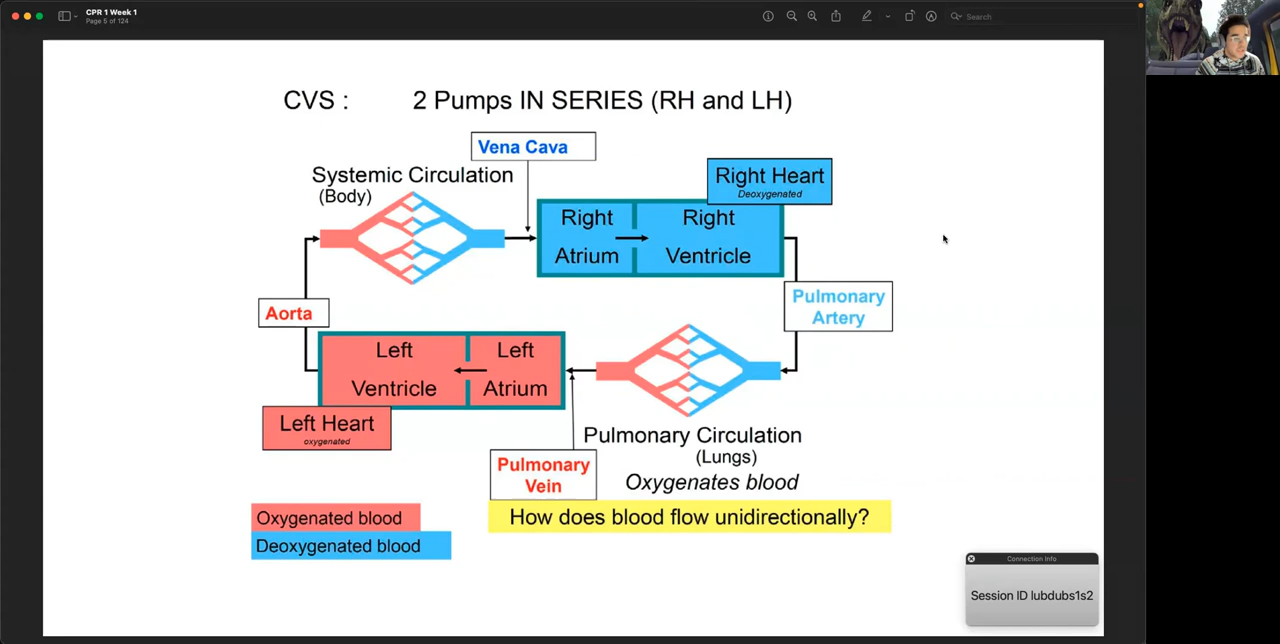 CPR 1 Week 1
Page 5 of 124
Search
CVS : 2 Pumps IN SERIES (RH and LH)
Vena Cava
Systemic Circulation
(Body)
Right Heart
Deoxygenated
Right
Atrium
Right
Ventricle
Aorta
Pulmonary
Artery
Left
Ventricle
Left
Atrium
Left Heart
oxygenated
Pulmonary Circulation
(Lungs)
Oxygenates blood
Pulmonary
Vein
How does blood flow unidirectionally?
Oxygenated blood
Deoxygenated blood
Connection Info
Session ID lubdubs1s2